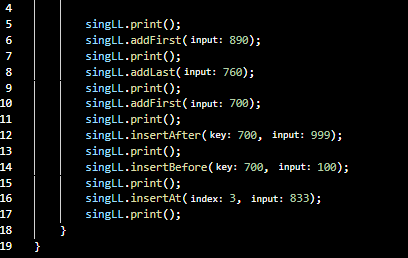 4
5 singLL.print();
6 singLL.addFirst(input: 890);
7 singLL.print();
8 singLL.addLast(input: 760);
9 singLL.print();
10 singLL.addFirst(input: 700);
11 singLL.print();
12 singLL.insertAfter(key: 700, input: 999);
13 singLL.print();
14 singLL.insertBefore(key: 700, input: 100);
15 singLL.print();
16 singLL.insertAt(index: 3, input: 833);
17 singLL.print();
18 }
19 }